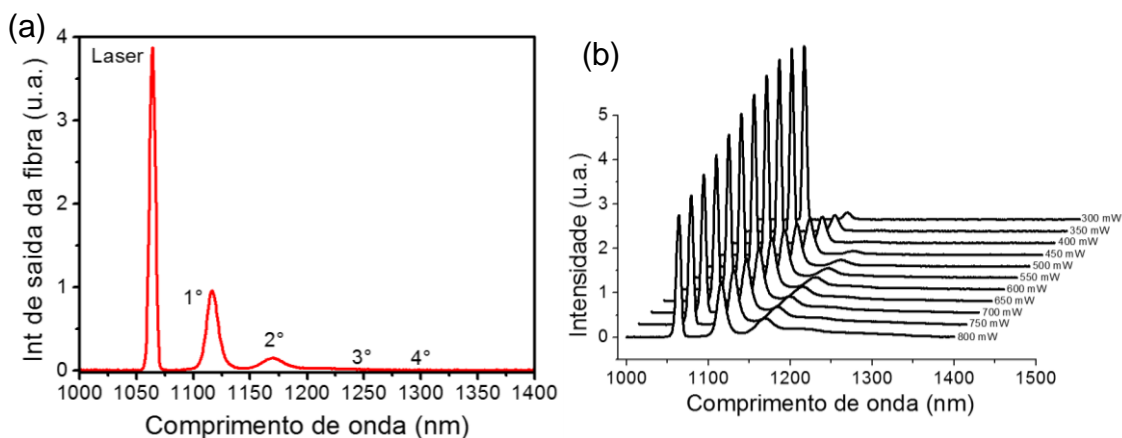 (a)
Int de saida da fibra (u.a.)
4
3
2
1
0
Laser
1°
2°
3°
4°
1000 1050 1100 1150 1200 1250 1300 1350 1400
Comprimento de onda (nm)
(b)
Intensidade (u.a.)
5
4
3
2
1
0
300 mW
350 mW
400 mW
450 mW
500 mW
550 mW
600 mW
650 mW
700 mW
750 mW
800 mW
1000 1100 1200 1300 1400 1500
Comprimento de onda (nm)